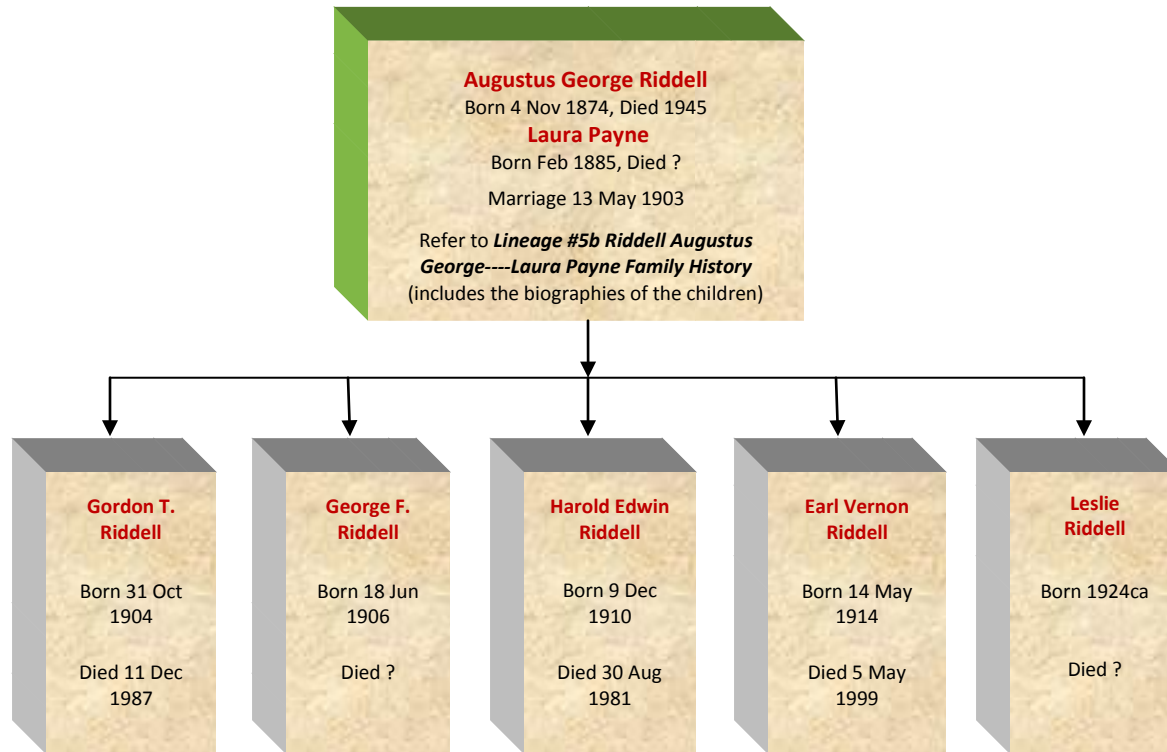 Augustus George Riddell
Born 4 Nov 1874, Died 1945
Laura Payne
Born Feb 1885, Died ?
Marriage 13 May 1903
Refer to Lineage #5b Riddell Augustus
George----Laura Payne Family History
(includes the biographies of the children)
Gordon T.
Riddell
Born 31 Oct
1904
Died 11 Dec
1987
George F.
Riddell
Born 18 Jun
1906
Died ?
Harold Edwin
Riddell
Born 9 Dec
1910
Died 30 Aug
1981
Earl Vernon
Riddell
Born 14 May
1914
Died 5 May
1999
Leslie
Riddell
Born 1924ca
Died ?